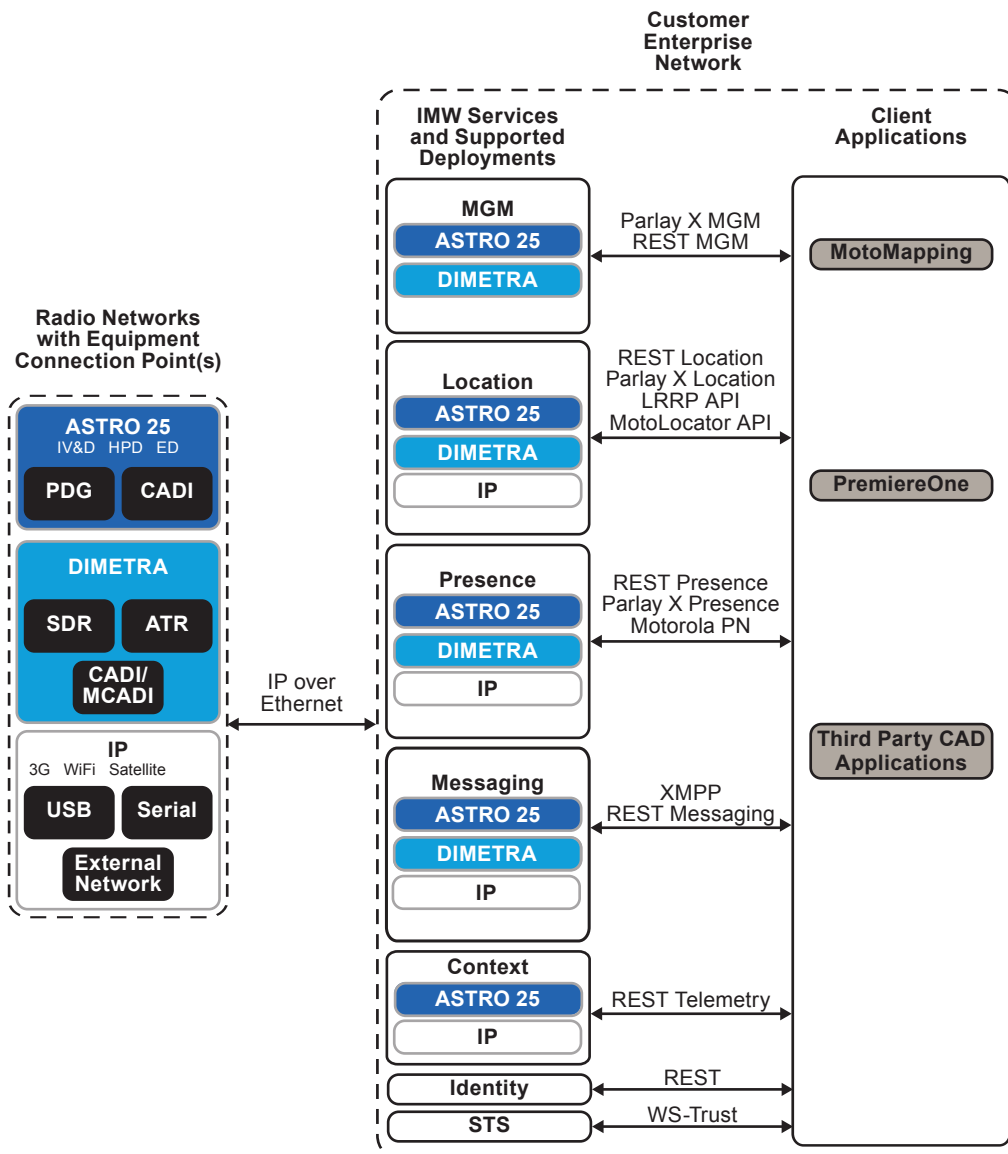 Customer
Enterprise
Network
IMW Services
and Supported
Deployments
Client
Applications
MGM
ASTRO 25
DIMETRA
Parlay X MGM
REST MGM
MotoMapping
Radio Networks
with Equipment
Connection Point(s)
ASTRO 25
IV&D HPD ED
PDG
CADI
DIMETRA
SDR
ATR
CADI/
MCADI
IP
3G WiFi Satellite
USB
Serial
External
Network
IP over
Ethernet
Location
ASTRO 25
DIMETRA
IP
REST Location
Parlay X Location
LRRP API
MotoLocator API
PremiereOne
Presence
ASTRO 25
DIMETRA
IP
REST Presence
Parlay X Presence
Motorola PN
Third Party CAD
Applications
Messaging
ASTRO 25
DIMETRA
IP
XMPP
REST Messaging
Context
ASTRO 25
IP
REST Telemetry
Identity
REST
STS
WS-Trust